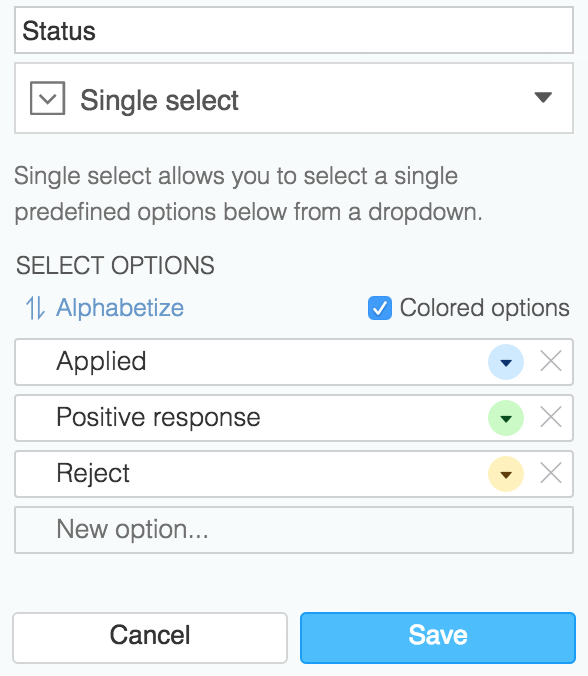 Status
Single select
Single select allows you to select a single
predefined options below from a dropdown.
SELECT OPTIONS
Alphabetize
Colored options
Applied
Positive response
Reject
New option...
Cancel
Save